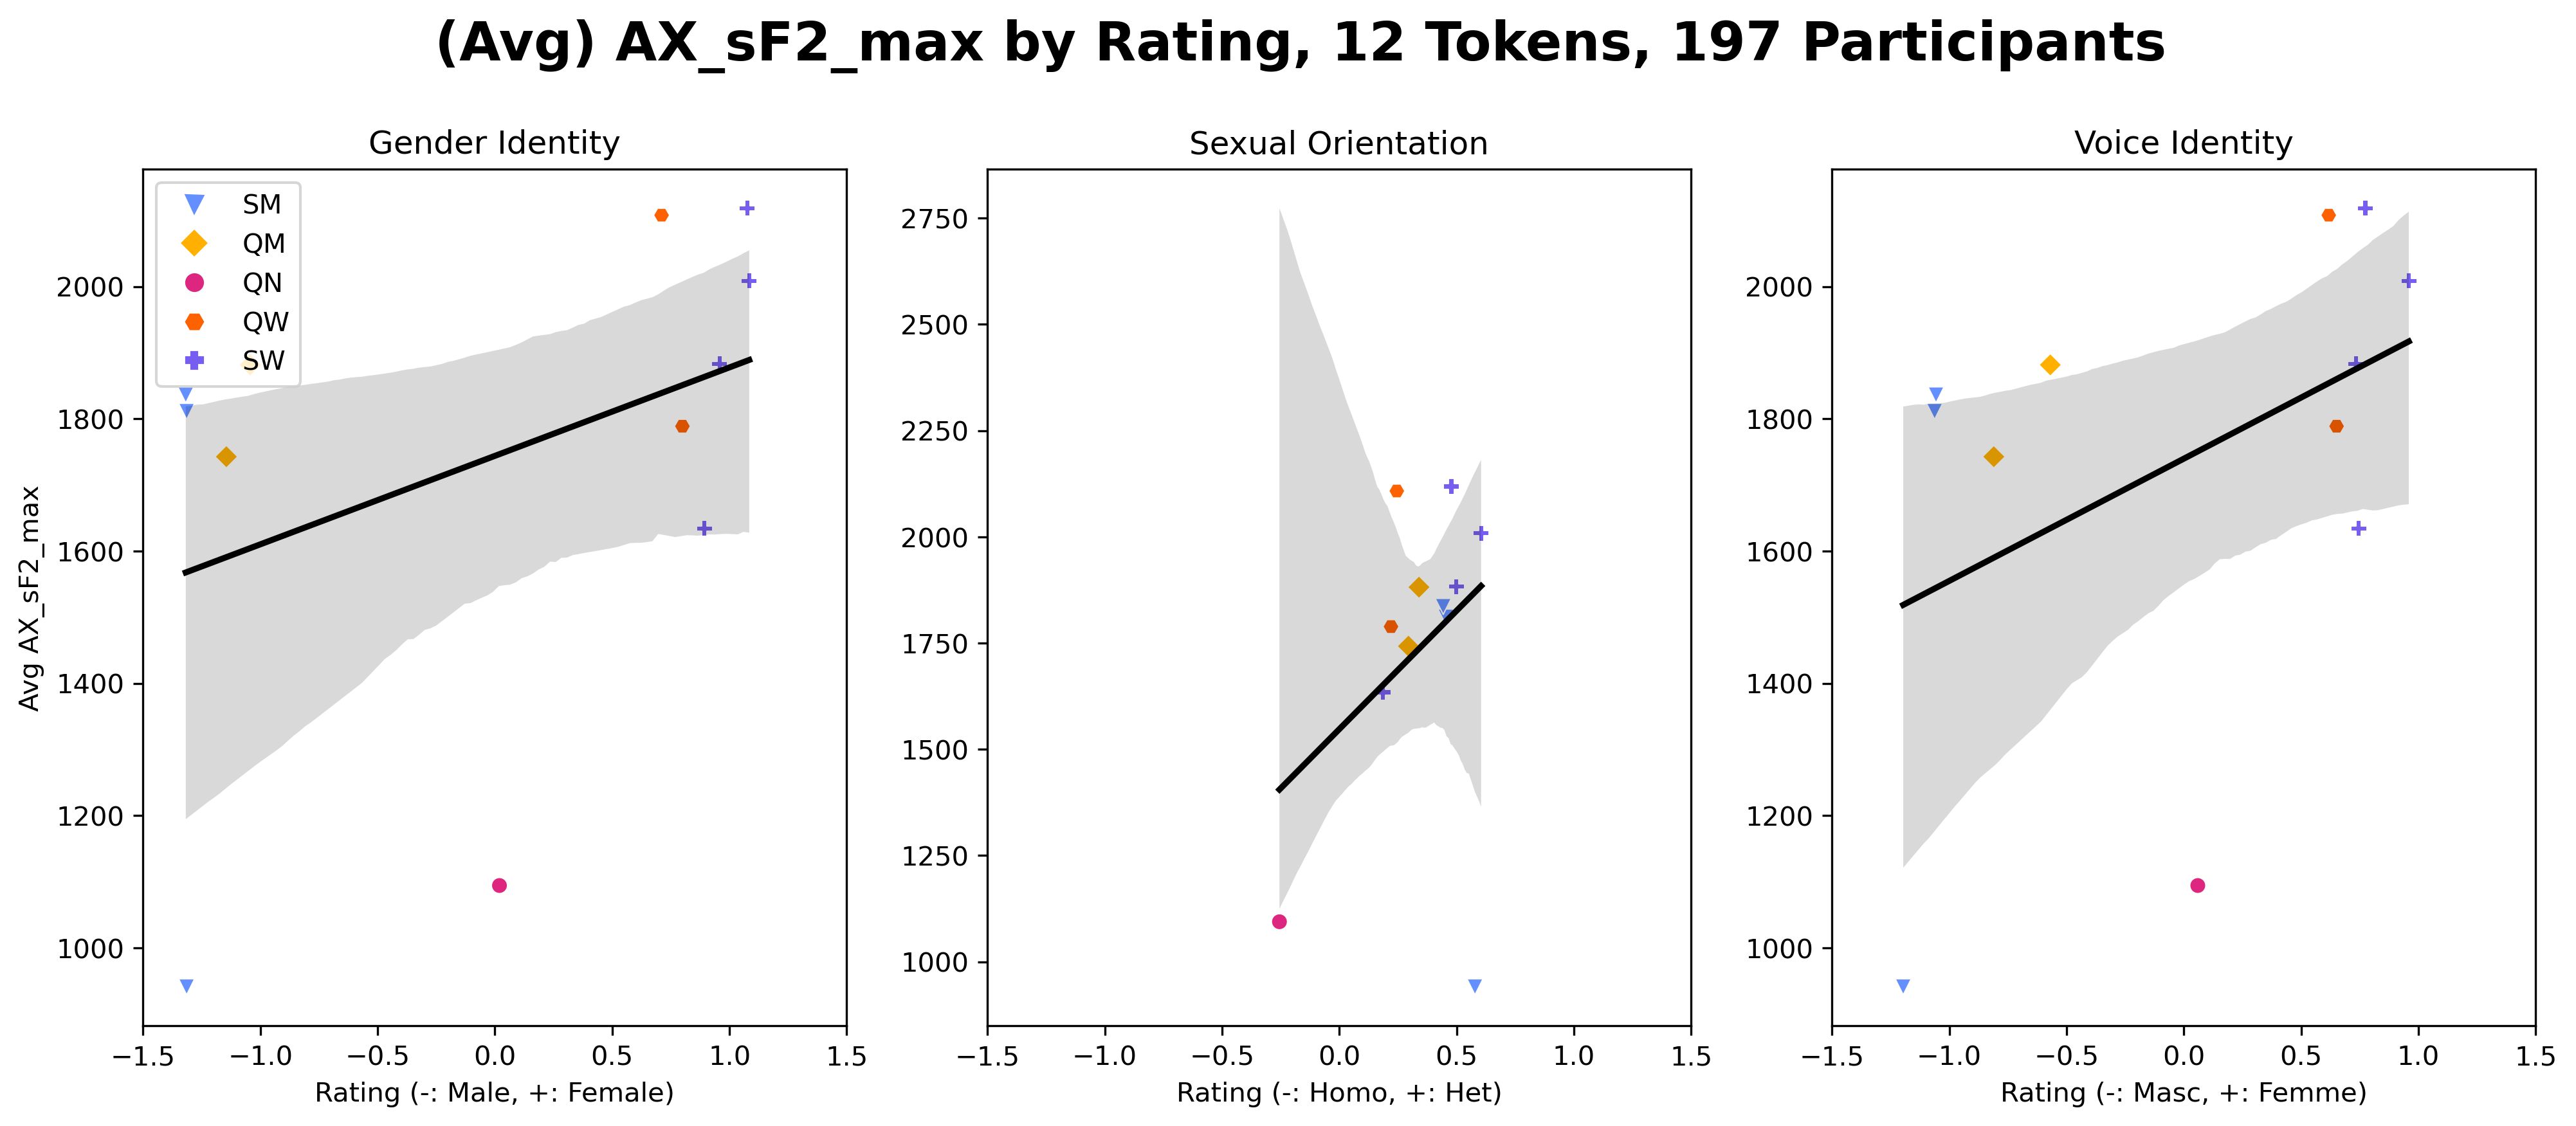 (Avg) AX_sF2_max by Rating, 12 Tokens, 197 Participants
Gender Identity
SM
QM
QN
QW
SW
Avg AX_sF2_max
2000
1800
1600
1400
1200
1000
−1.5 −1.0 −0.5 0.0 0.5 1.0 1.5
Rating (-: Male, +: Female)
Sexual Orientation
2750
2500
2250
2000
1750
1500
1250
1000
−1.5 −1.0 −0.5 0.0 0.5 1.0 1.5
Rating (-: Homo, +: Het)
Voice Identity
2000
1800
1600
1400
1200
1000
−1.5 −1.0 −0.5 0.0 0.5 1.0 1.5
Rating (-: Masc, +: Femme)